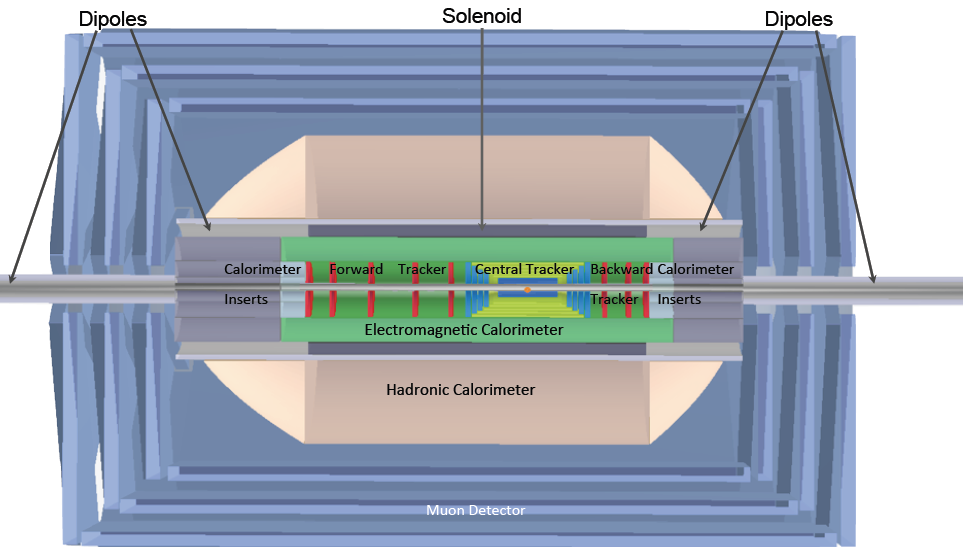 Dipoles
Solenoid
Dipoles
Calorimeter Forward Tracker Central Tracker Backward Calorimeter
Inserts Tracker Inserts
Electromagnetic Calorimeter
Hadronic Calorimeter
Muon Detector